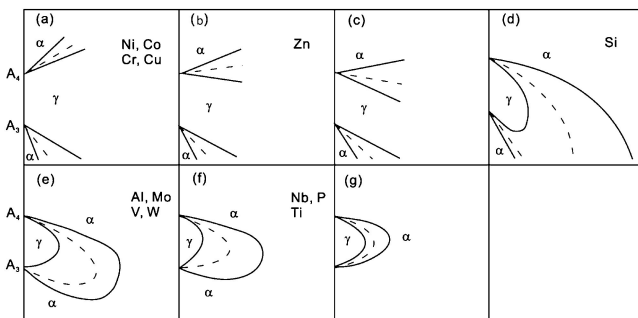 (a)
α
Ni, Co
Cr, Cu
A4
γ
A3
α
(b)
α
Zn
γ
α
(c)
α
γ
α
(d)
α
Si
γ
α
(e)
Al, Mo
V, W
α
A4
γ
A3
α
(f)
Nb, P
Ti
α
γ
α
(g)
γ
α